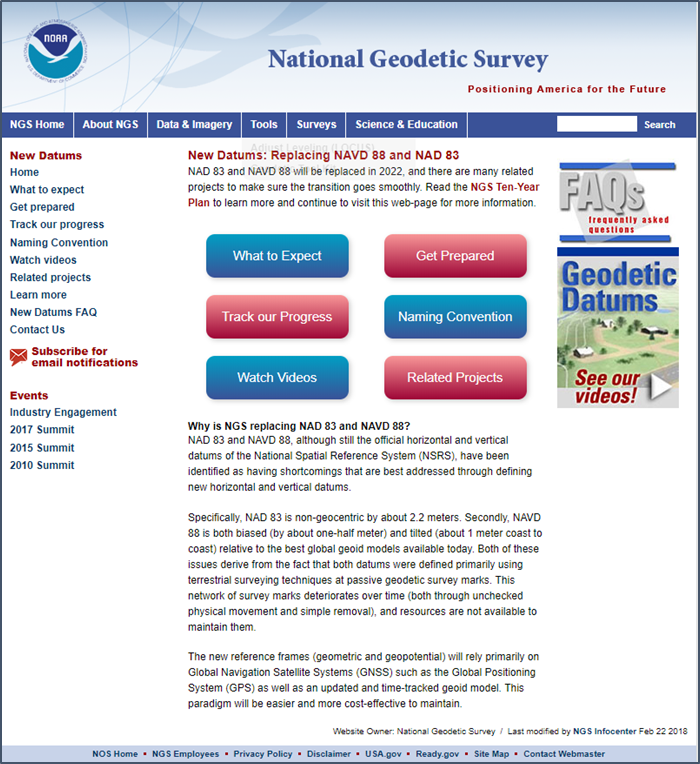 NOAA
National Geodetic Survey
Positioning America for the Future
NGS Home
About NGS
Data & Imagery
Tools
Surveys
Science & Education
Search
New Datums
Home
What to expect
Get prepared
Track our progress
Naming Convention
Watch videos
Related projects
Learn more
New Datums FAQ
Contact Us
Subscribe for
email notifications
Events
Industry Engagement
2017 Summit
2015 Summit
2010 Summit
New Datums: Replacing NAVD 88 and NAD 83
NAD 83 and NAVD 88 will be replaced in 2022, and there are many related
projects to make sure the transition goes smoothly. Read the NGS Ten-Year
Plan to learn more and continue to visit this web-page for more information.
What to Expect
Get Prepared
Track our Progress
Naming Convention
Watch Videos
Related Projects
Why is NGS replacing NAD 83 and NAVD 88?
NAD 83 and NAVD 88, although still the official horizontal and vertical
datums of the National Spatial Reference System (NSRS), have been
identified as having shortcomings that are best addressed through defining
new horizontal and vertical datums.
Specifically, NAD 83 is non-geocentric by about 2.2 meters. Secondly, NAVD
88 is both biased (by about one-half meter) and tilted (about 1 meter coast to
coast) relative to the best global geoid models available today. Both of these
issues derive from the fact that both datums were defined primarily using
terrestrial surveying techniques at passive geodetic survey marks. This
network of survey marks deteriorates over time (both through unchecked
physical movement and simple removal), and resources are not available to
maintain them.
The new reference frames (geometric and geopotential) will rely primarily on
Global Navigation Satellite Systems (GNSS) such as the Global Positioning
System (GPS) as well as an updated and time-tracked geoid model. This
paradigm will be easier and more cost-effective to maintain.
FAQs
frequently asked
questions
Geodetic
Datums
See our
videos!
Website Owner: National Geodetic Survey / Last modified by NGS Infocenter Feb 22 2018
NOS Home • NGS Employees • Privacy Policy • Disclaimer • USA.gov • Ready.gov • Site Map • Contact Webmaster